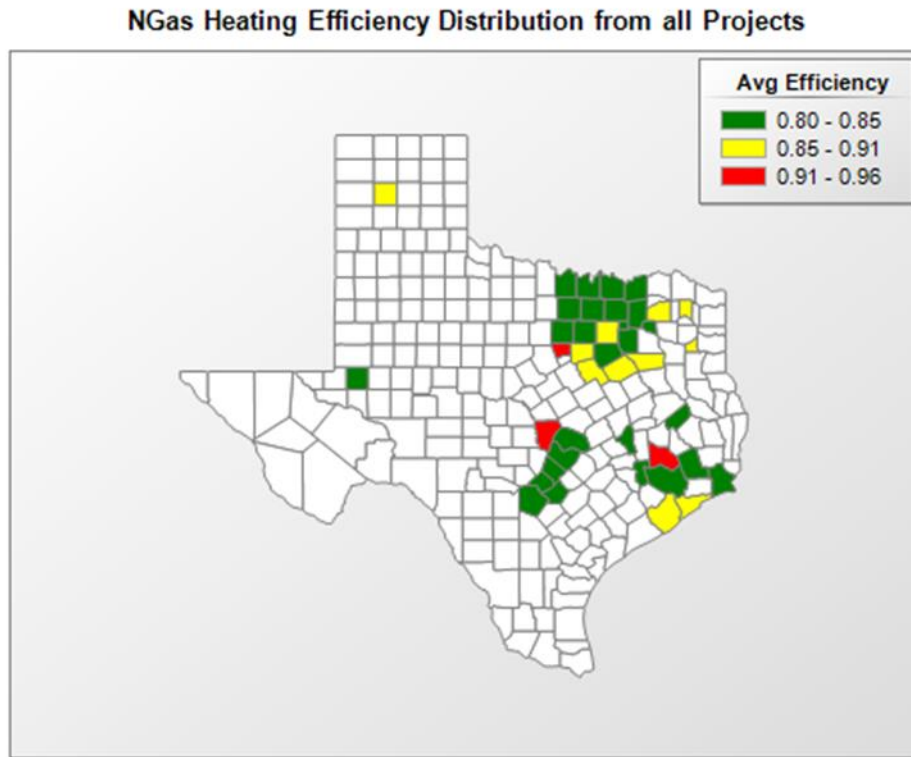 NGas Heating Efficiency Distribution from all Projects
Avg Efficiency
0.80 - 0.85
0.85 - 0.91
0.91 - 0.96